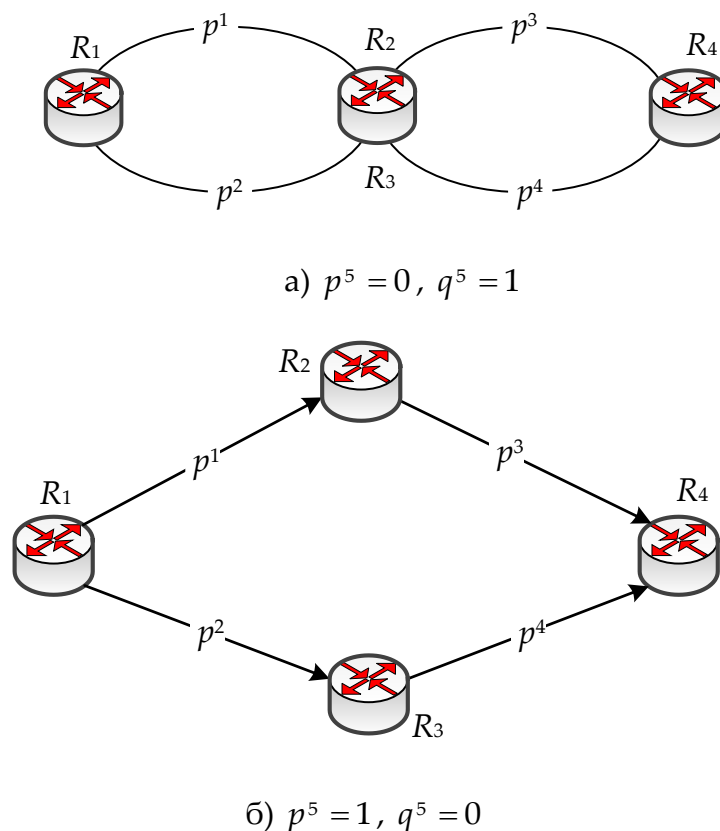 p¹ p³
R₁ R₂ R₄
p² R₃ p⁴
а) p⁵ = 0, q⁵ = 1
R₂
p¹ p³
R₁ R₄
p² p⁴
R₃
б) p⁵ = 1, q⁵ = 0